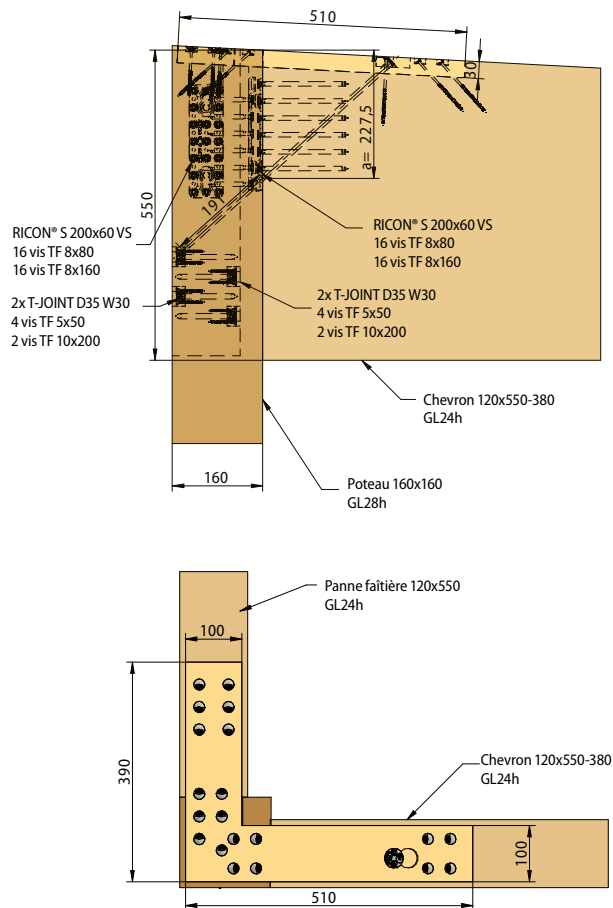 510
30
a= 227,5
550
191
RICON® S 200x60 VS
16 vis TF 8x80
16 vis TF 8x160
RICON® S 200x60 VS
16 vis TF 8x80
16 vis TF 8x160
2x T-JOINT D35 W30
4 vis TF 5x50
2 vis TF 10x200
2x T-JOINT D35 W30
4 vis TF 5x50
2 vis TF 10x200
Chevron 120x550-380
GL24h
160
Poteau 160x160
GL28h
Panne faîtière 120x550
GL24h
100
390
Chevron 120x550-380
GL24h
100
510